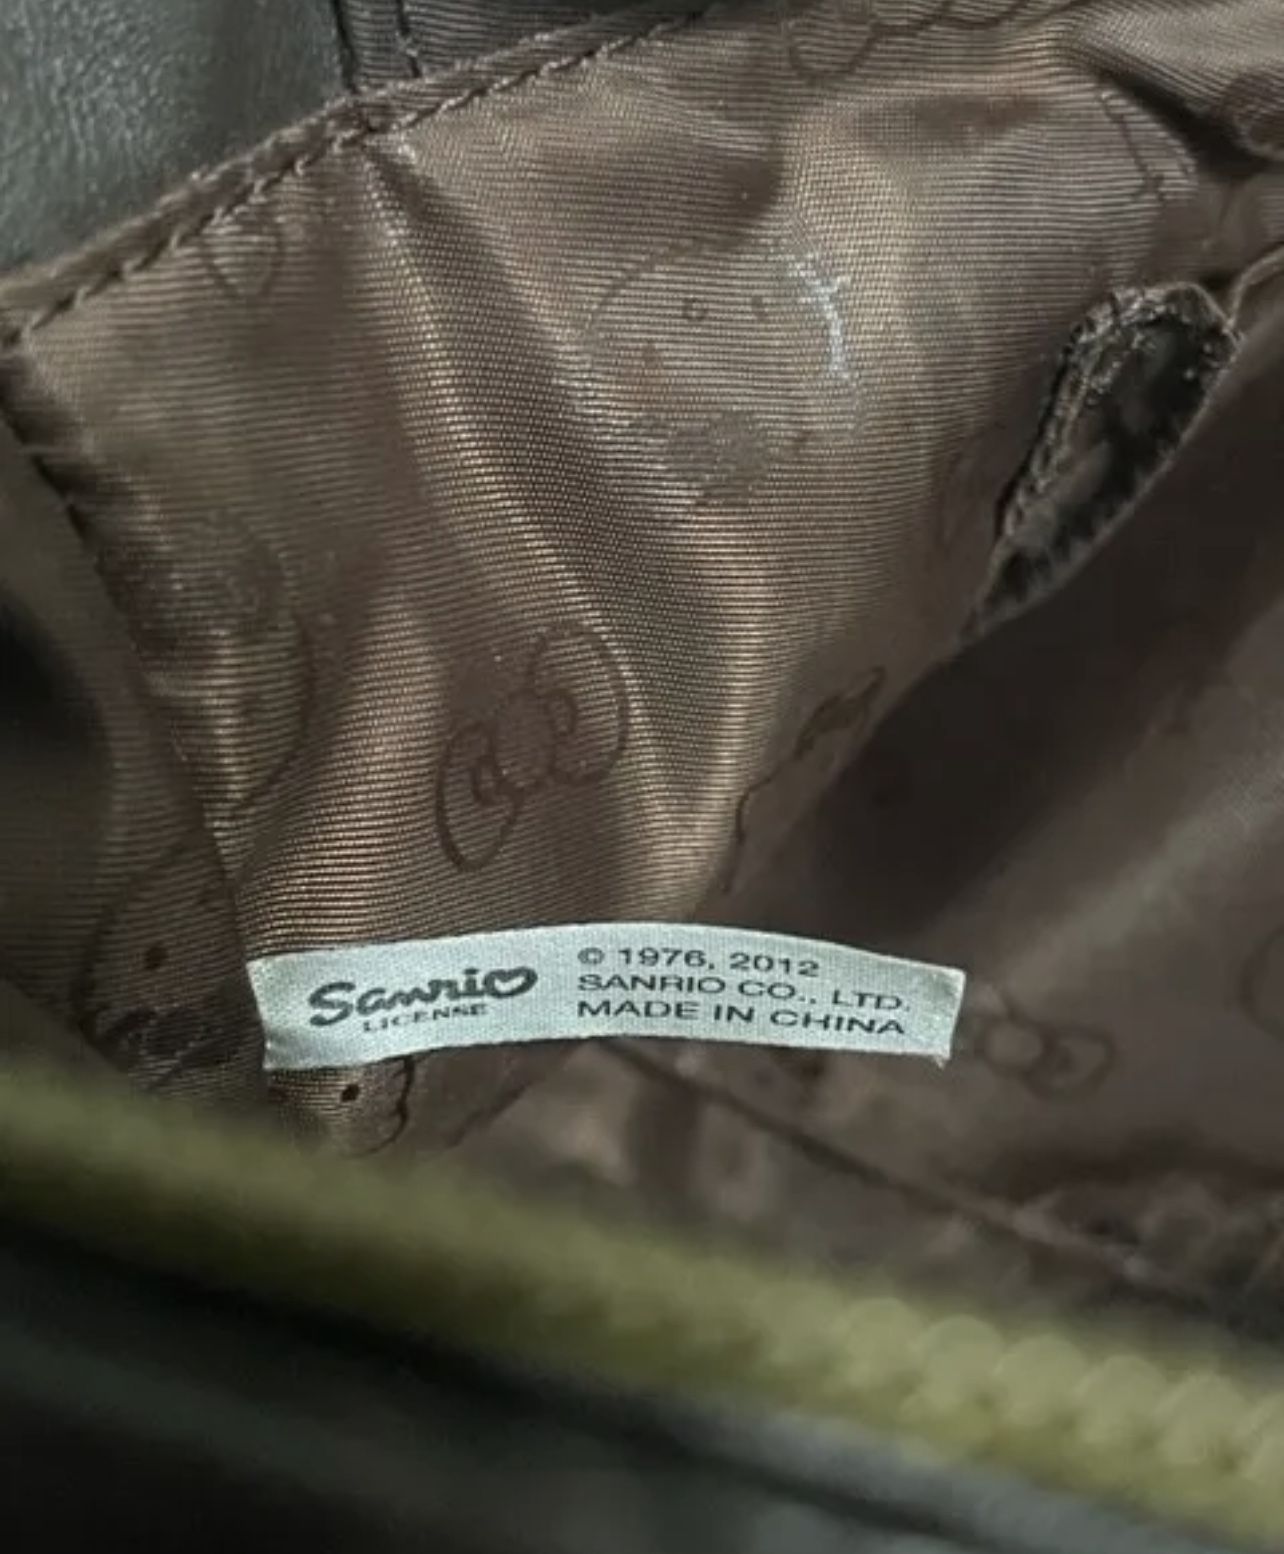 Sanrio
LICENSE
© 1976, 2012
SANRIO CO., LTD.
MADE IN CHINA